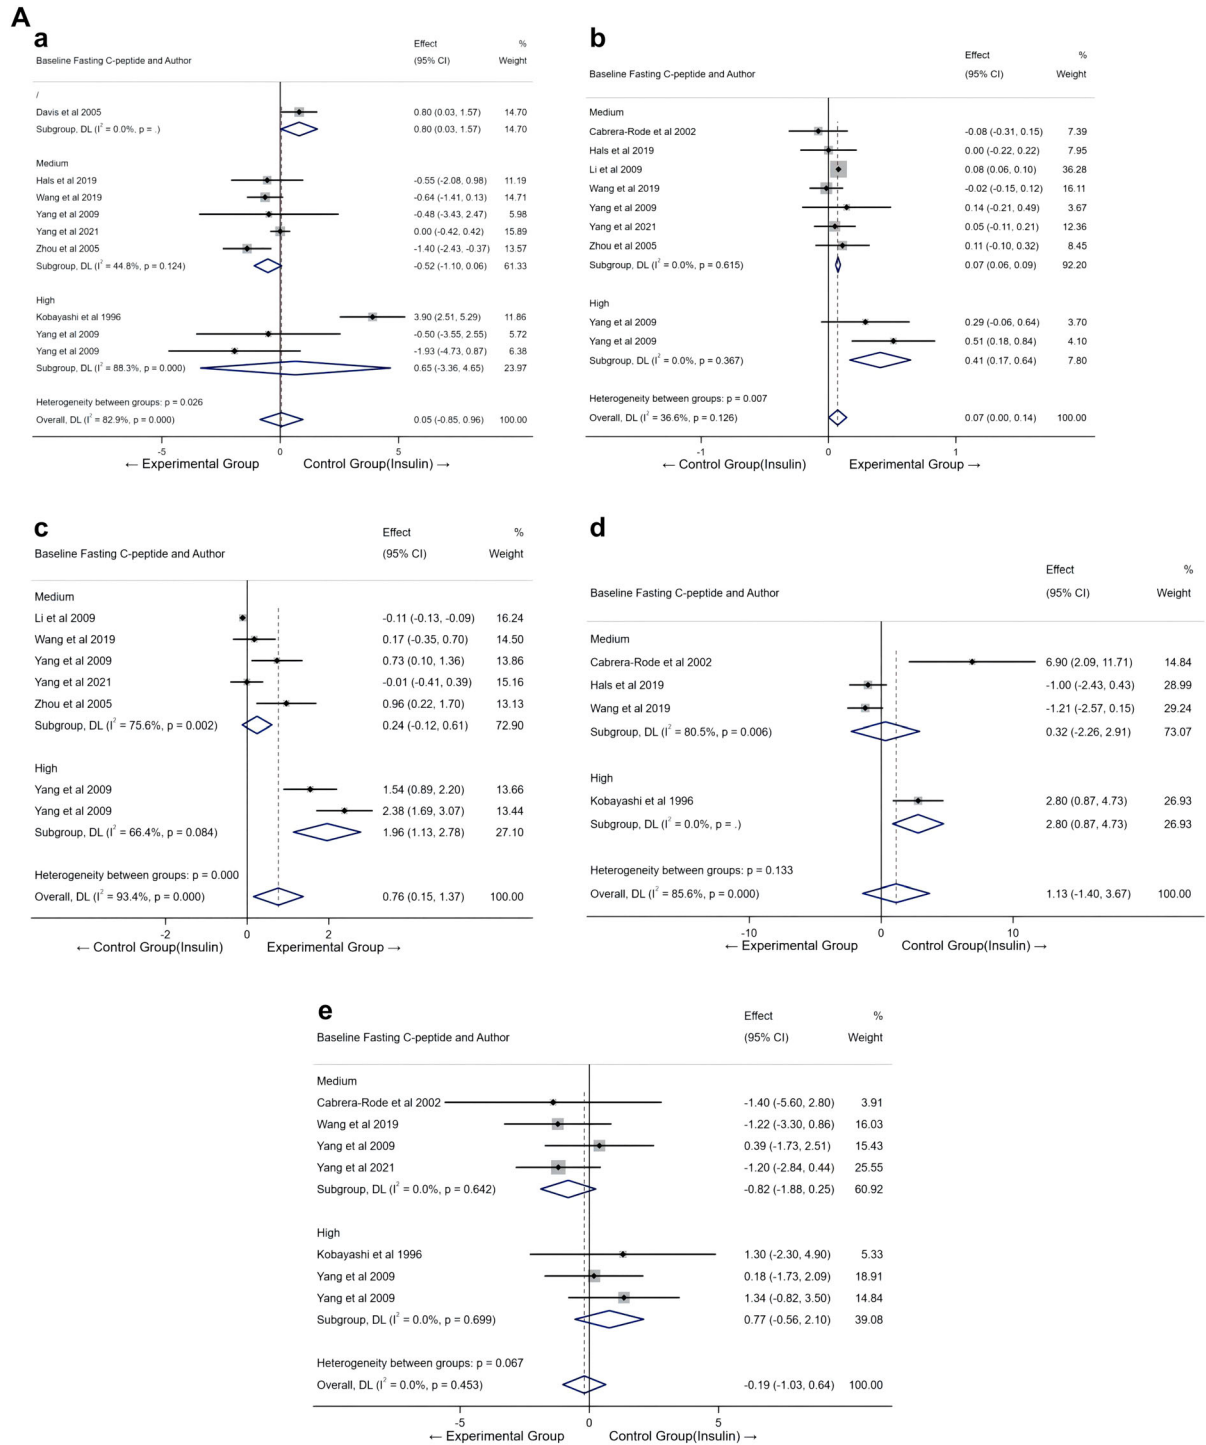 A
a
Effect %
Baseline Fasting C-peptide and Author (95% CI) Weight
/
Davis et al 2005 0.80 (0.03, 1.57) 14.70
Subgroup, DL (I² = 0.0%, p = .) 0.80 (0.03, 1.57) 14.70
Medium
Hals et al 2019 -0.55 (-2.08, 0.98) 11.19
Wang et al 2019 -0.64 (-1.41, 0.13) 14.71
Yang et al 2009 -0.48 (-3.43, 2.47) 5.98
Yang et al 2021 0.00 (-0.42, 0.42) 15.89
Zhou et al 2005 -1.40 (-2.43, -0.37) 13.57
Subgroup, DL (I² = 44.8%, p = 0.124) -0.52 (-1.10, 0.06) 61.33
High
Kobayashi et al 1996 3.90 (2.51, 5.29) 11.86
Yang et al 2009 -0.50 (-3.55, 2.55) 5.72
Yang et al 2009 -1.93 (-4.73, 0.87) 6.38
Subgroup, DL (I² = 88.3%, p = 0.000) 0.65 (-3.36, 4.65) 23.97
Heterogeneity between groups: p = 0.026
Overall, DL (I² = 82.9%, p = 0.000) 0.05 (-0.85, 0.96) 100.00
-5 0 5
← Experimental Group Control Group(Insulin) →
b
Effect %
Baseline Fasting C-peptide and Author (95% CI) Weight
Medium
Cabrera-Rode et al 2002 -0.08 (-0.31, 0.15) 7.39
Hals et al 2019 0.00 (-0.22, 0.22) 7.95
Li et al 2009 0.08 (0.06, 0.10) 36.28
Wang et al 2019 -0.02 (-0.15, 0.12) 16.11
Yang et al 2009 0.14 (-0.21, 0.49) 3.67
Yang et al 2021 0.05 (-0.11, 0.21) 12.36
Zhou et al 2005 0.11 (-0.10, 0.32) 8.45
Subgroup, DL (I² = 0.0%, p = 0.615) 0.07 (0.06, 0.09) 92.20
High
Yang et al 2009 0.29 (-0.06, 0.64) 3.70
Yang et al 2009 0.51 (0.18, 0.84) 4.10
Subgroup, DL (I² = 0.0%, p = 0.367) 0.41 (0.17, 0.64) 7.80
Heterogeneity between groups: p = 0.007
Overall, DL (I² = 36.6%, p = 0.126) 0.07 (0.00, 0.14) 100.00
-1 0 1
← Control Group(Insulin) Experimental Group →
c
Effect %
Baseline Fasting C-peptide and Author (95% CI) Weight
Medium
Li et al 2009 -0.11 (-0.13, -0.09) 16.24
Wang et al 2019 0.17 (-0.35, 0.70) 14.50
Yang et al 2009 0.73 (0.10, 1.36) 13.86
Yang et al 2021 -0.01 (-0.41, 0.39) 15.16
Zhou et al 2005 0.96 (0.22, 1.70) 13.13
Subgroup, DL (I² = 75.6%, p = 0.002) 0.24 (-0.12, 0.61) 72.90
High
Yang et al 2009 1.54 (0.89, 2.20) 13.66
Yang et al 2009 2.38 (1.69, 3.07) 13.44
Subgroup, DL (I² = 66.4%, p = 0.084) 1.96 (1.13, 2.78) 27.10
Heterogeneity between groups: p = 0.000
Overall, DL (I² = 93.4%, p = 0.000) 0.76 (0.15, 1.37) 100.00
-2 0 2
← Control Group(Insulin) Experimental Group →
d
Effect %
Baseline Fasting C-peptide and Author (95% CI) Weight
Medium
Cabrera-Rode et al 2002 6.90 (2.09, 11.71) 14.84
Hals et al 2019 -1.00 (-2.43, 0.43) 28.99
Wang et al 2019 -1.21 (-2.57, 0.15) 29.24
Subgroup, DL (I² = 80.5%, p = 0.006) 0.32 (-2.26, 2.91) 73.07
High
Kobayashi et al 1996 2.80 (0.87, 4.73) 26.93
Subgroup, DL (I² = 0.0%, p = .) 2.80 (0.87, 4.73) 26.93
Heterogeneity between groups: p = 0.133
Overall, DL (I² = 85.6%, p = 0.000) 1.13 (-1.40, 3.67) 100.00
-10 0 10
← Experimental Group Control Group(Insulin) →
e
Effect %
Baseline Fasting C-peptide and Author (95% CI) Weight
Medium
Cabrera-Rode et al 2002 -1.40 (-5.60, 2.80) 3.91
Wang et al 2019 -1.22 (-3.30, 0.86) 16.03
Yang et al 2009 0.39 (-1.73, 2.51) 15.43
Yang et al 2021 -1.20 (-2.84, 0.44) 25.55
Subgroup, DL (I² = 0.0%, p = 0.642) -0.82 (-1.88, 0.25) 60.92
High
Kobayashi et al 1996 1.30 (-2.30, 4.90) 5.33
Yang et al 2009 0.18 (-1.73, 2.09) 18.91
Yang et al 2009 1.34 (-0.82, 3.50) 14.84
Subgroup, DL (I² = 0.0%, p = 0.699) 0.77 (-0.56, 2.10) 39.08
Heterogeneity between groups: p = 0.067
Overall, DL (I² = 0.0%, p = 0.453) -0.19 (-1.03, 0.64) 100.00
-5 0 5
← Experimental Group Control Group(Insulin) →